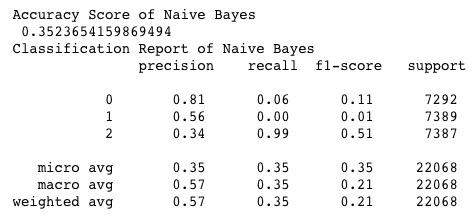 Accuracy Score of Naive Bayes
0.3523654159869494
Classification Report of Naive Bayes
precision recall f1-score support
0 0.81 0.06 0.11 7292
1 0.56 0.00 0.01 7389
2 0.34 0.99 0.51 7387
micro avg 0.35 0.35 0.35 22068
macro avg 0.57 0.35 0.21 22068
weighted avg 0.57 0.35 0.21 22068